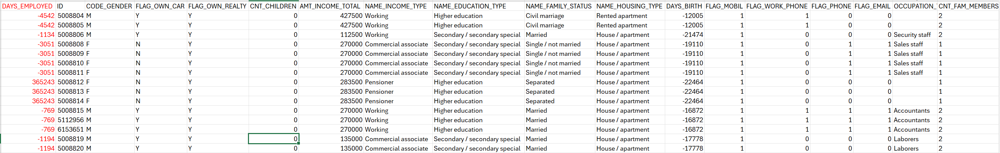 DAYS_EMPLOYED ID CODE_GENDER FLAG_OWN_CAR FLAG_OWN_REALTY CNT_CHILDREN AMT_INCOME_TOTAL NAME_INCOME_TYPE NAME_EDUCATION_TYPE NAME_FAMILY_STATUS NAME_HOUSING_TYPE DAYS_BIRTH FLAG_MOBIL FLAG_WORK_PHONE FLAG_PHONE FLAG_EMAIL OCCUPATION_ CNT_FAM_MEMBERS
-4542 5008804 M Y Y 0 427500 Working Higher education Civil marriage Rented apartment -12005 1 1 0 0 2
-4542 5008805 M Y Y 0 427500 Working Higher education Civil marriage Rented apartment -12005 1 1 0 0 2
-1134 5008806 M Y Y 0 112500 Working Secondary / secondary special Married House / apartment -21474 1 0 0 0 Security staff 2
-3051 5008808 F N Y 0 270000 Commercial associate Secondary / secondary special Single / not married House / apartment -19110 1 0 1 1 Sales staff 1
-3051 5008809 F N Y 0 270000 Commercial associate Secondary / secondary special Single / not married House / apartment -19110 1 0 1 1 Sales staff 1
-3051 5008810 F N Y 0 270000 Commercial associate Secondary / secondary special Single / not married House / apartment -19110 1 0 1 1 Sales staff 1
-3051 5008811 F N Y 0 270000 Commercial associate Secondary / secondary special Single / not married House / apartment -19110 1 0 1 1 Sales staff 1
365243 5008812 F N Y 0 283500 Pensioner Higher education Separated House / apartment -22464 1 0 0 0 1
365243 5008813 F N Y 0 283500 Pensioner Higher education Separated House / apartment -22464 1 0 0 0 1
365243 5008814 F N Y 0 283500 Pensioner Higher education Separated House / apartment -22464 1 0 0 0 1
-769 5008815 M Y Y 0 270000 Working Higher education Married House / apartment -16872 1 1 1 1 Accountants 2
-769 5112956 M Y Y 0 270000 Working Higher education Married House / apartment -16872 1 1 1 1 Accountants 2
-769 6153651 M Y Y 0 270000 Working Higher education Married House / apartment -16872 1 1 1 1 Accountants 2
-1194 5008819 M Y Y 0 135000 Commercial associate Secondary / secondary special Married House / apartment -17778 1 0 0 0 Laborers 2
-1194 5008820 M Y Y 0 135000 Commercial associate Secondary / secondary special Married House / apartment -17778 1 0 0 0 Laborers 2